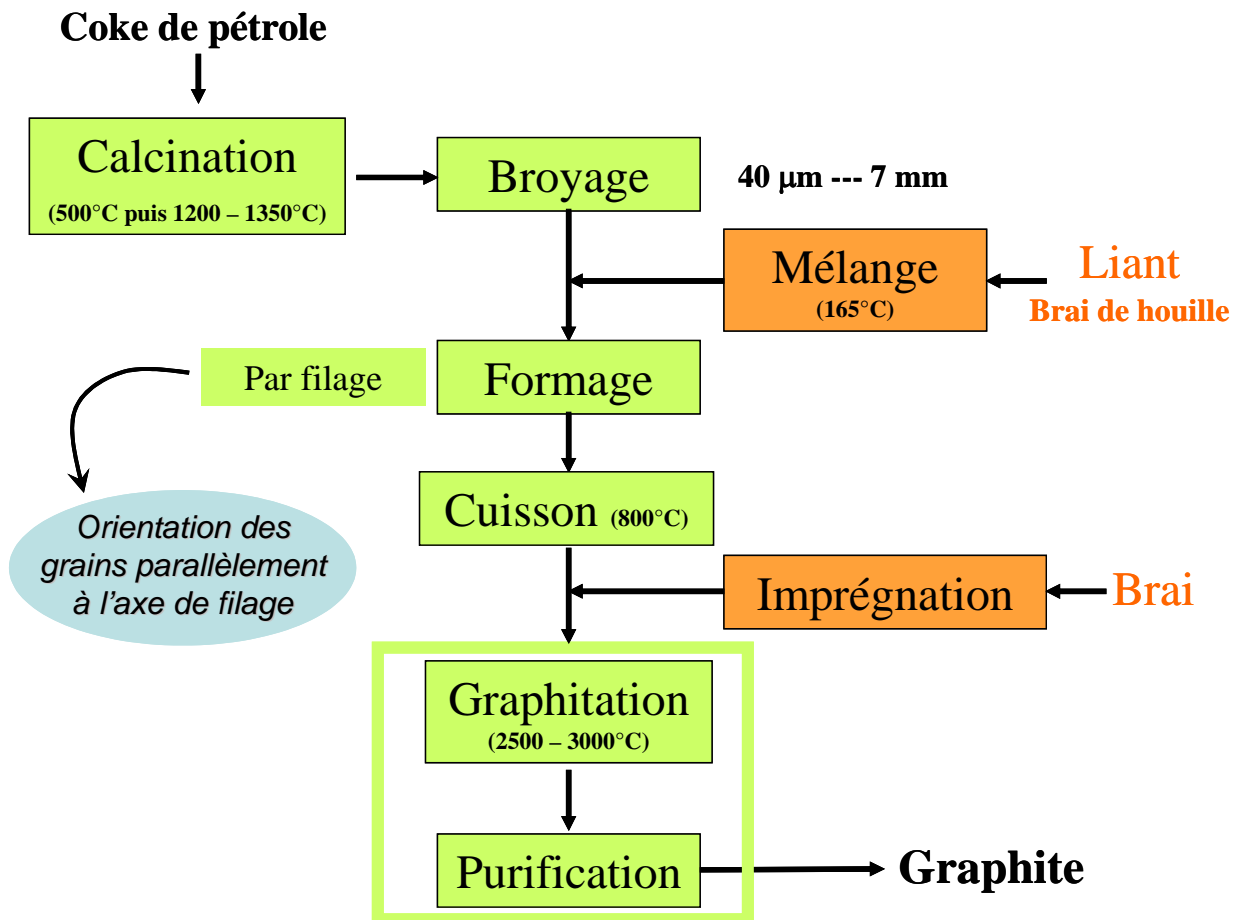 Coke de pétrole
Calcination
(500°C puis 1200 – 1350°C)
Broyage
40 μm --- 7 mm
Mélange
(165°C)
Liant
Brai de houille
Par filage
Formage
Orientation des
grains parallèlement
à l'axe de filage
Cuisson (800°C)
Imprégnation
Brai
Graphitation
(2500 – 3000°C)
Purification
Graphite